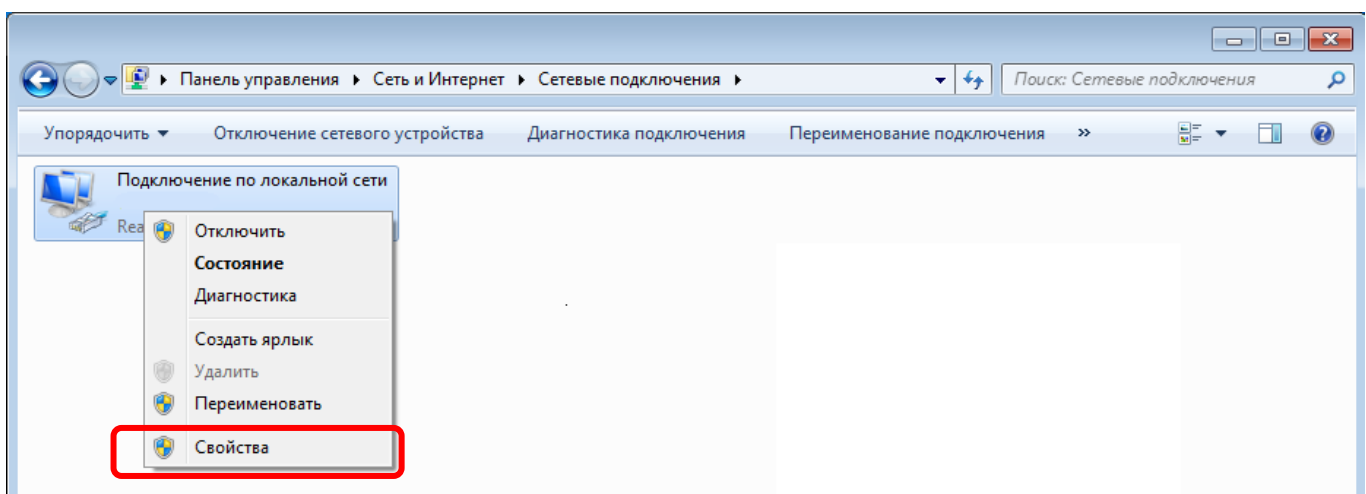 Панель управления Сеть и Интернет Сетевые подключения Поиск: Сетевые подключения
Упорядочить Отключение сетевого устройства Диагностика подключения Переименование подключения »
Подключение по локальной сети
Rea
Отключить
Состояние
Диагностика
Создать ярлык
Удалить
Переименовать
Свойства